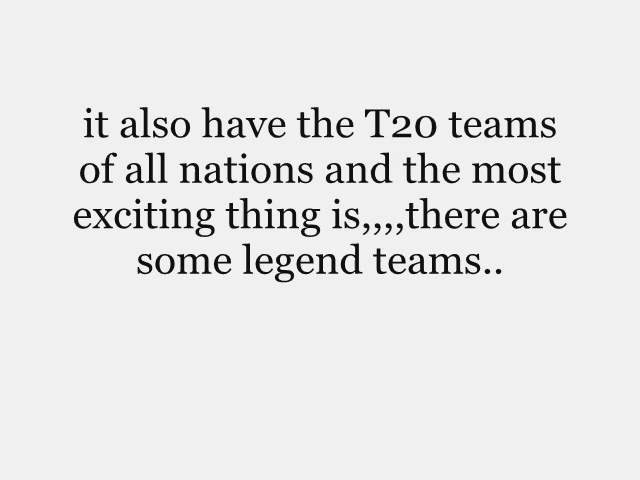 it also have the T20 teams
of all nations and the most
exciting thing is,,,,there are
some legend teams..